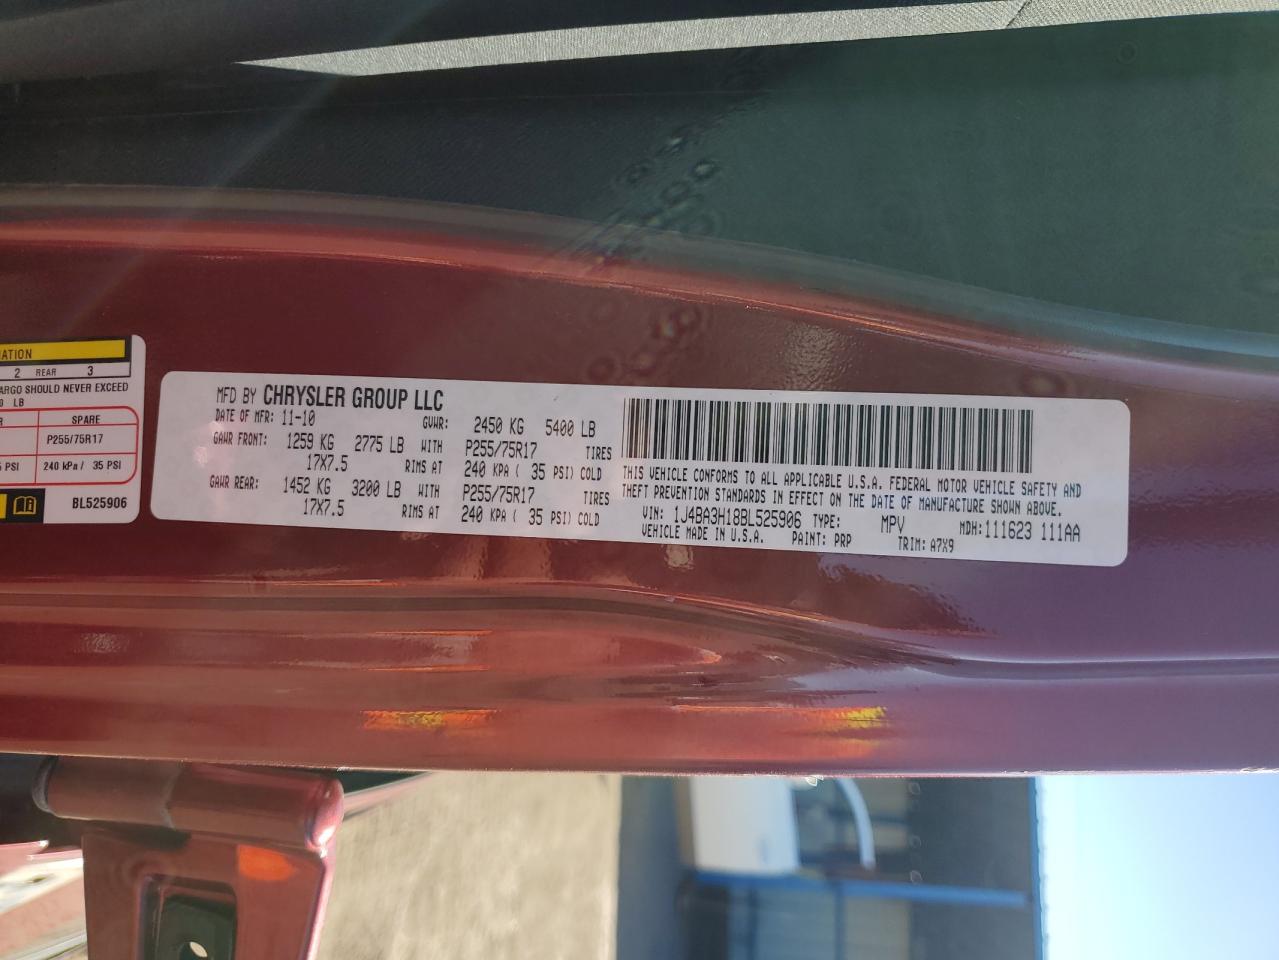 ATION
2 REAR 3
ARGO SHOULD NEVER EXCEED
0 LB
R SPARE
P255/75R17
5 PSI 240 kPa / 35 PSI
BL525906
MFD BY CHRYSLER GROUP LLC
DATE OF MFR: 11-10 GVWR: 2450 KG 5400 LB
GAWR FRONT: 1259 KG 2775 LB WITH P255/75R17 TIRES
17X7.5 RIMS AT 240 KPA ( 35 PSI) COLD
GAWR REAR: 1452 KG 3200 LB WITH P255/75R17 TIRES
17X7.5 RIMS AT 240 KPA ( 35 PSI) COLD
THIS VEHICLE CONFORMS TO ALL APPLICABLE U.S.A. FEDERAL MOTOR VEHICLE SAFETY AND
THEFT PREVENTION STANDARDS IN EFFECT ON THE DATE OF MANUFACTURE SHOWN ABOVE.
VIN: 1J4BA3H18BL525906 TYPE: MPV MDH:111623 111AA
VEHICLE MADE IN U.S.A. PAINT: PRP TRIM: A7X9